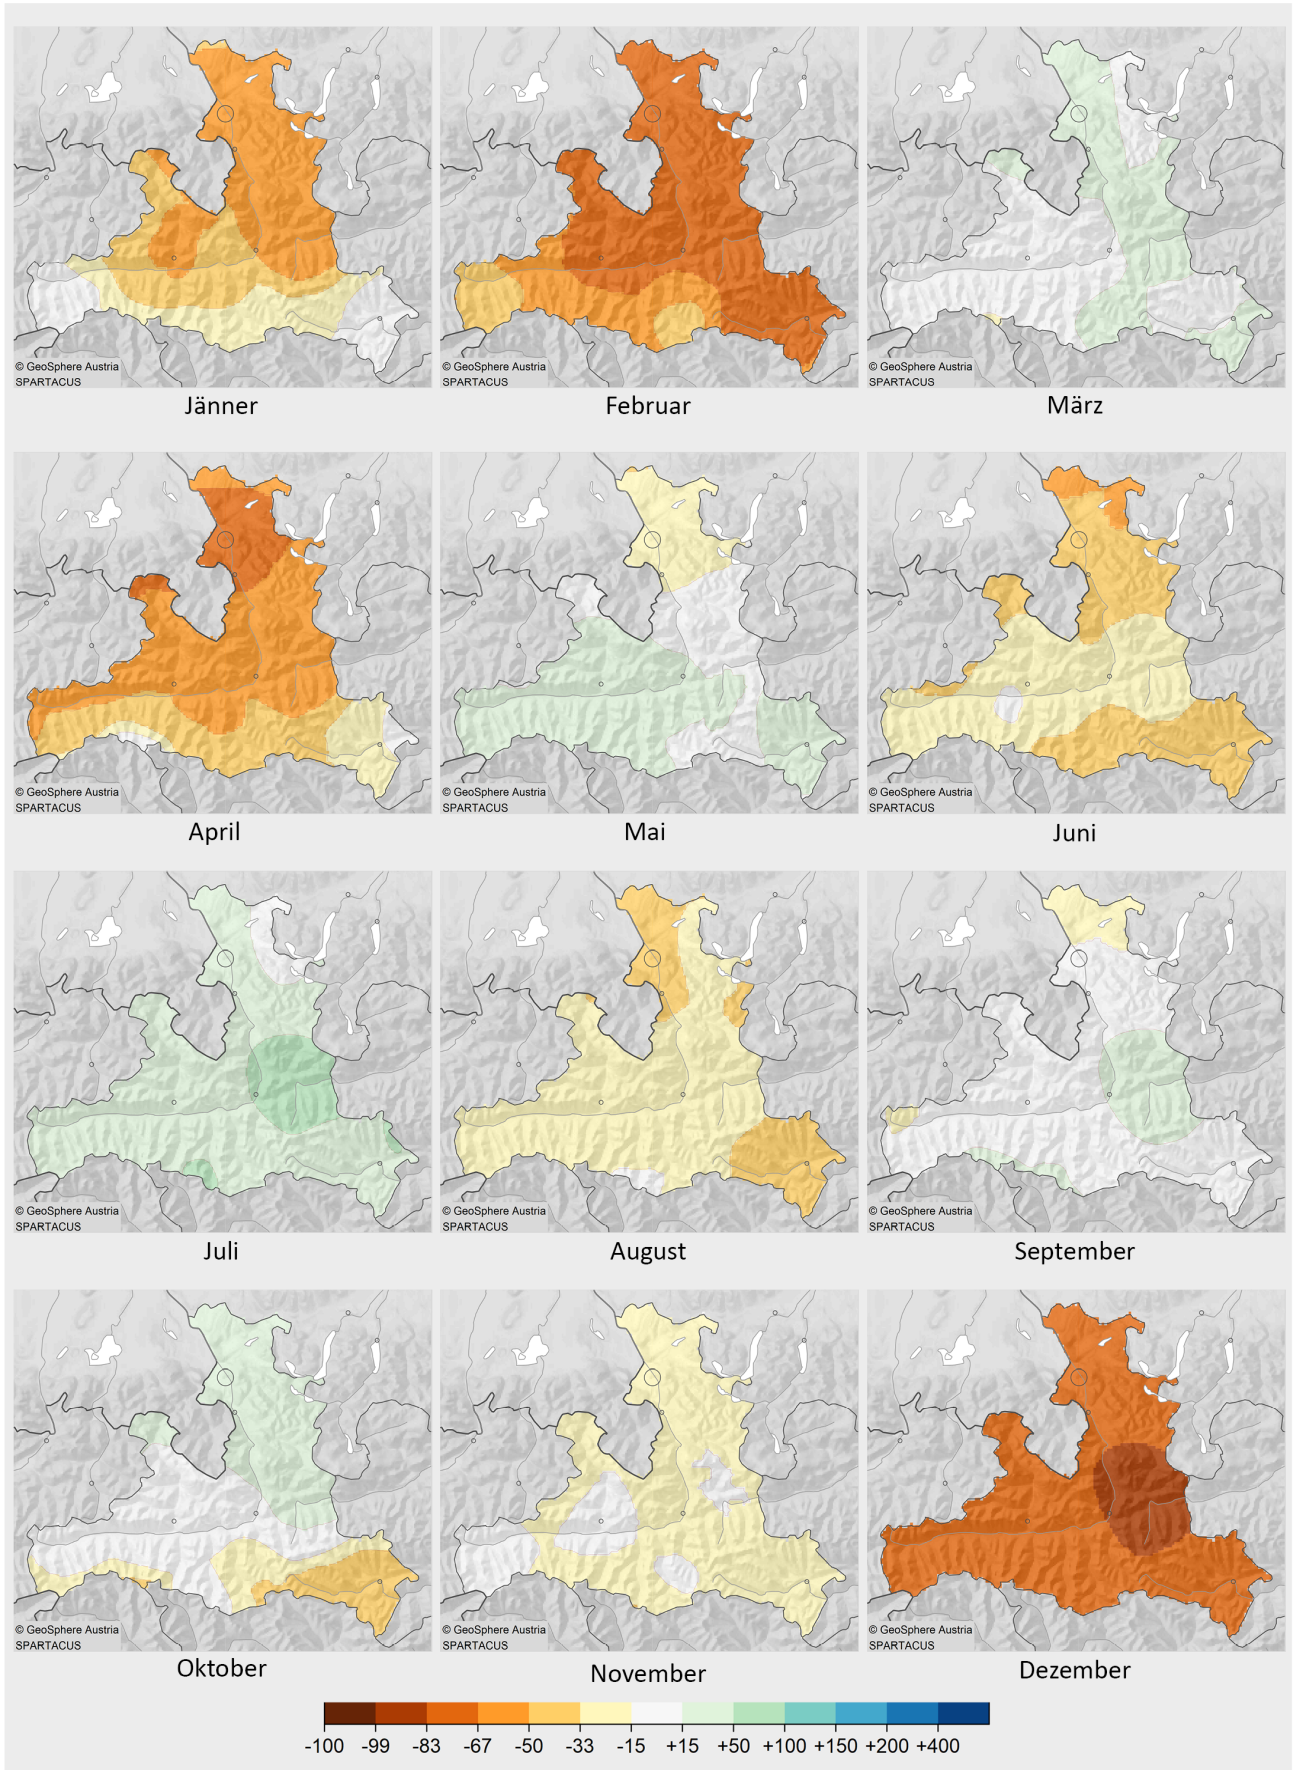 © GeoSphere Austria
SPARTACUS
Jänner
© GeoSphere Austria
SPARTACUS
Februar
© GeoSphere Austria
SPARTACUS
März
© GeoSphere Austria
SPARTACUS
April
© GeoSphere Austria
SPARTACUS
Mai
© GeoSphere Austria
SPARTACUS
Juni
© GeoSphere Austria
SPARTACUS
Juli
© GeoSphere Austria
SPARTACUS
August
© GeoSphere Austria
SPARTACUS
September
© GeoSphere Austria
SPARTACUS
Oktober
© GeoSphere Austria
SPARTACUS
November
© GeoSphere Austria
SPARTACUS
Dezember
-100 -99 -83 -67 -50 -33 -15 +15 +50 +100 +150 +200 +400